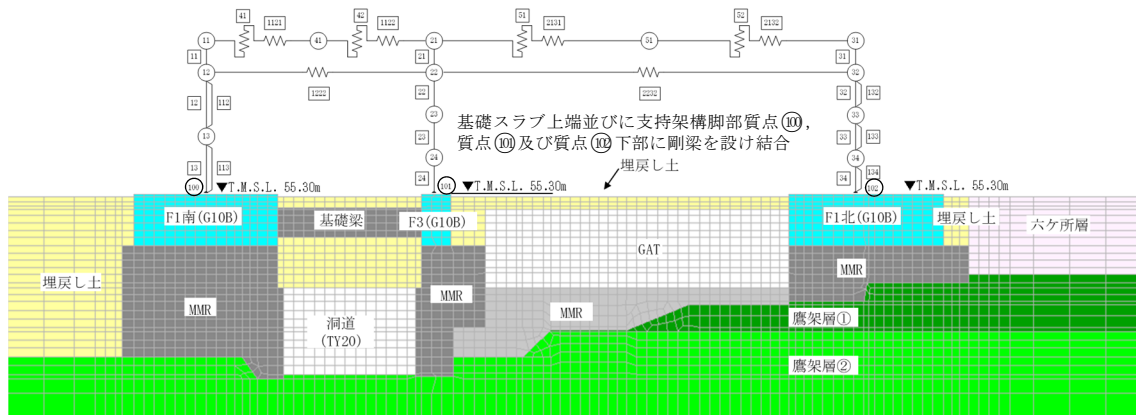 41
1121
42
1122
51
2131
52
2132
11
41
21
51
31
11
21
31
12
1222
22
2232
32
12
112
22
32
132
23
33
13
23
33
133
24
34
13
113
24
34
134
基礎スラブ上端並びに支持架構脚部質点100,
質点101及び質点102下部に剛梁を設け結合
埋戻し土
100
▼T.M.S.L. 55.30m
101
▼T.M.S.L. 55.30m
102
▼T.M.S.L. 55.30m
F1南(G10B)
基礎梁
F3(G10B)
F1北(G10B)
埋戻し土
六ケ所層
GAT
埋戻し土
MMR
MMR
MMR
MMR
洞道
(TY20)
鷹架層①
鷹架層②